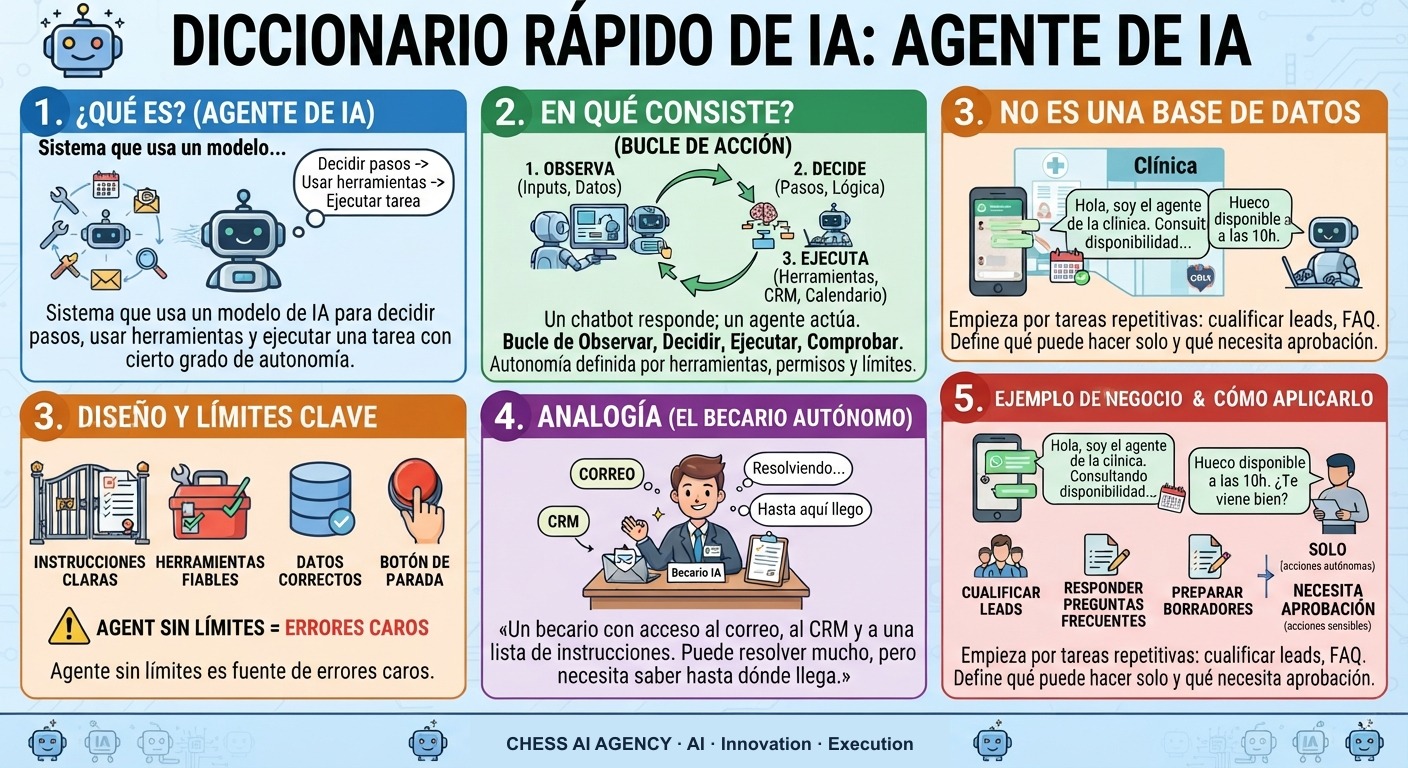 DICCIONARIO RÁPIDO DE IA: AGENTE DE IA
1. ¿QUÉ ES? (AGENTE DE IA)
Sistema que usa un modelo...
Decidir pasos ->
Usar herramientas ->
Ejecutar tarea
Sistema que usa un modelo de IA para decidir
pasos, usar herramientas y ejecutar una tarea con
cierto grado de autonomía.
2. EN QUÉ CONSISTE?
(BUCLE DE ACCIÓN)
1. OBSERVA
(Inputs, Datos)
2. DECIDE
(Pasos, Lógica)
3. EJECUTA
(Herramientas,
CRM, Calendario)
Un chatbot responde; un agente actúa.
Bucle de Observar, Decidir, Ejecutar, Comprobar.
Autonomía definida por herramientas, permisos y límites.
3. NO ES UNA BASE DE DATOS
Clínica
Hola, soy el agente
de la clínica. Consult
disponibilidad...
Hueco
disponible a
a las 10h.
Empieza por tareas repetitivas: cualificar leads, FAQ.
Define qué puede hacer solo y qué necesita aprobación.
3. DISEÑO Y LÍMITES CLAVE
INSTRUCCIONES
CLARAS
HERRAMIENTAS
FIABLES
DATOS
CORRECTOS
BOTÓN DE
PARADA
AGENT SIN LÍMITES = ERRORES CAROS
Agente sin límites es fuente de errores caros.
4. ANALOGÍA (EL BECARIO AUTÓNOMO)
CORREO
CRM
Resolviendo...
Hasta aquí llego
Becario IA
«Un becario con acceso al correo, al CRM y a una
lista de instrucciones. Puede resolver mucho, pero
necesita saber hasta dónde llega.»
5. EJEMPLO DE NEGOCIO & CÓMO APLICARLO
Hola, soy el agente
de la clínica.
Consultando
disponibilidad...
Hueco disponible
a las 10h. ¿Te
viene bien?
CUALIFICAR
LEADS
RESPONDER
PREGUNTAS
FRECUENTES
PREPARAR
BORRADORES
SOLO
(acciones autónomas)
NECESITA
APROBACIÓN
(acciones sensibles)
Empieza por tareas repetitivas: cualificar leads, FAQ.
Define qué puede hacer solo y qué necesita aprobación.
IA
CHESS AI AGENCY · AI · Innovation · Execution
IA